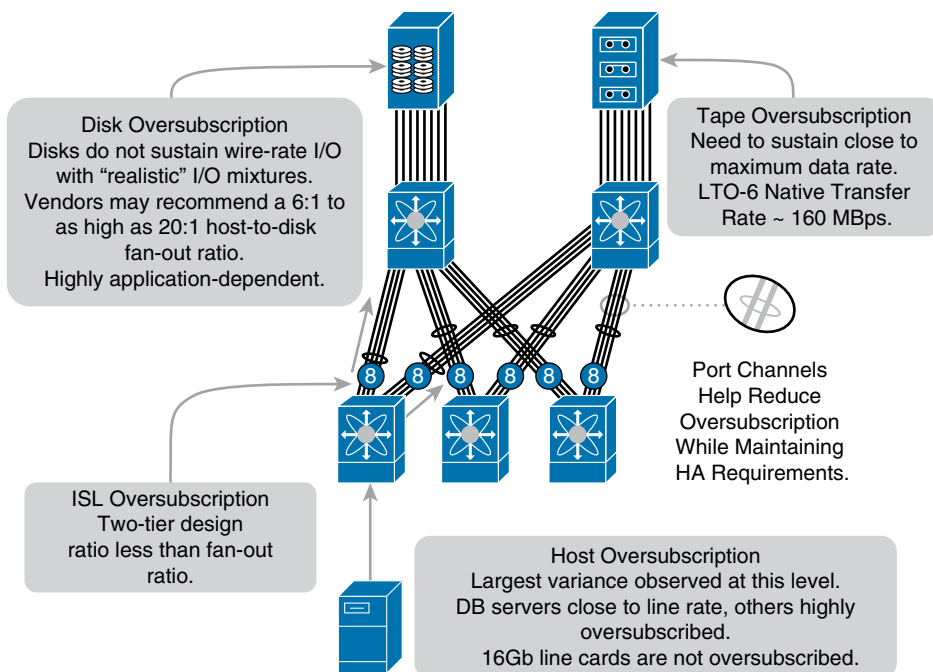 Disk Oversubscription
Disks do not sustain wire-rate I/O
with “realistic” I/O mixtures.
Vendors may recommend a 6:1 to
as high as 20:1 host-to-disk
fan-out ratio.
Highly application-dependent.
Tape Oversubscription
Need to sustain close to
maximum data rate.
LTO-6 Native Transfer
Rate ~ 160 MBps.
8 8 8 8 8 8
Port Channels
Help Reduce
Oversubscription
While Maintaining
HA Requirements.
ISL Oversubscription
Two-tier design
ratio less than fan-out
ratio.
Host Oversubscription
Largest variance observed at this level.
DB servers close to line rate, others highly
oversubscribed.
16Gb line cards are not oversubscribed.